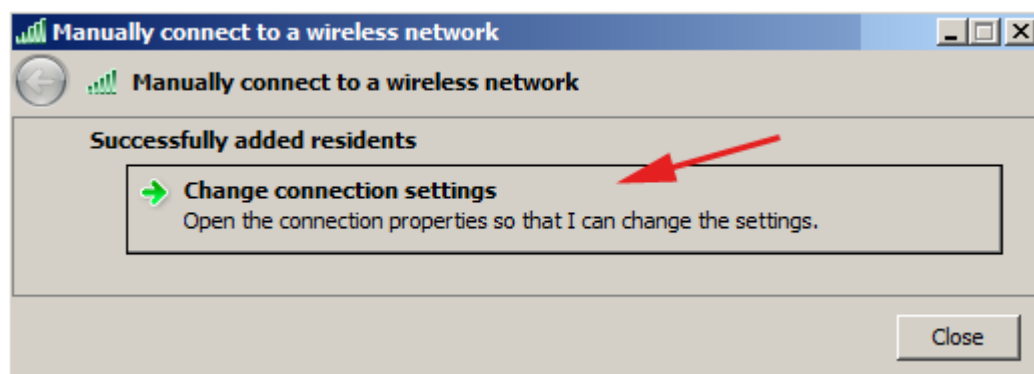 Manually connect to a wireless network
Manually connect to a wireless network
Successfully added residents
Change connection settings
Open the connection properties so that I can change the settings.
Close